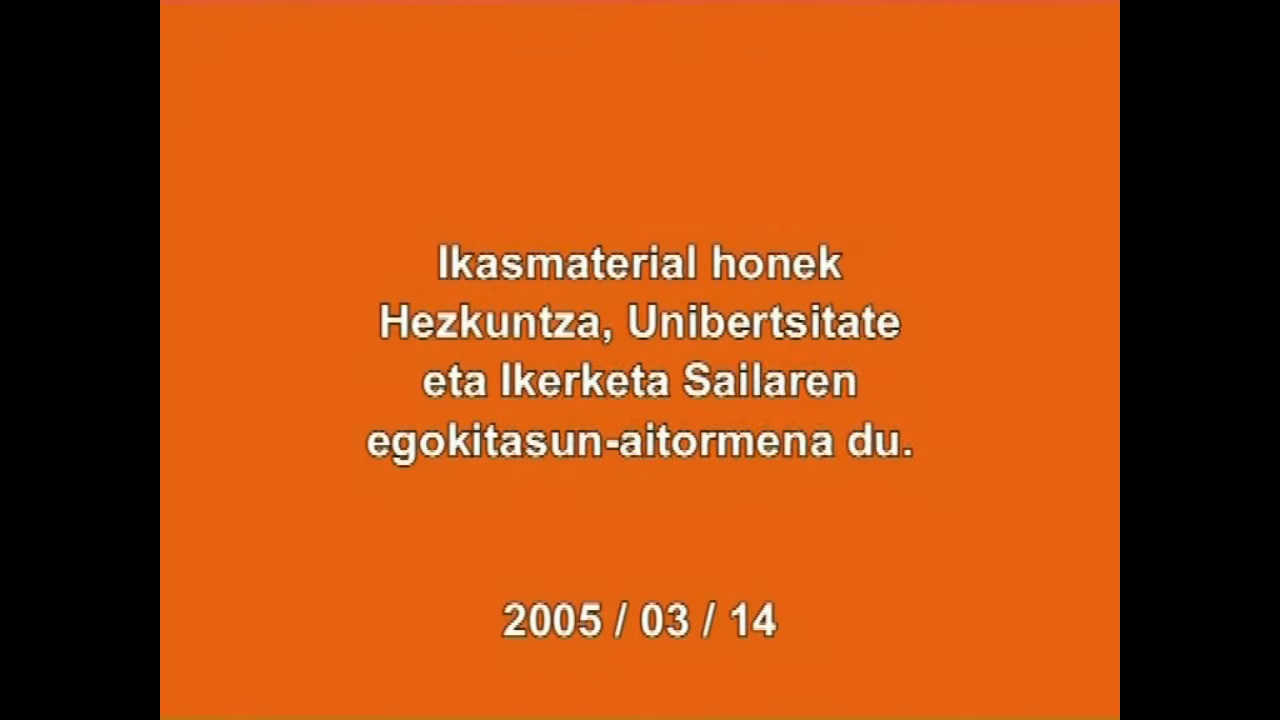 Ikasmaterial honek
Hezkuntza, Unibertsitate
eta Ikerketa Sailaren
egokitasun-aitormena du.
2005 / 03 / 14